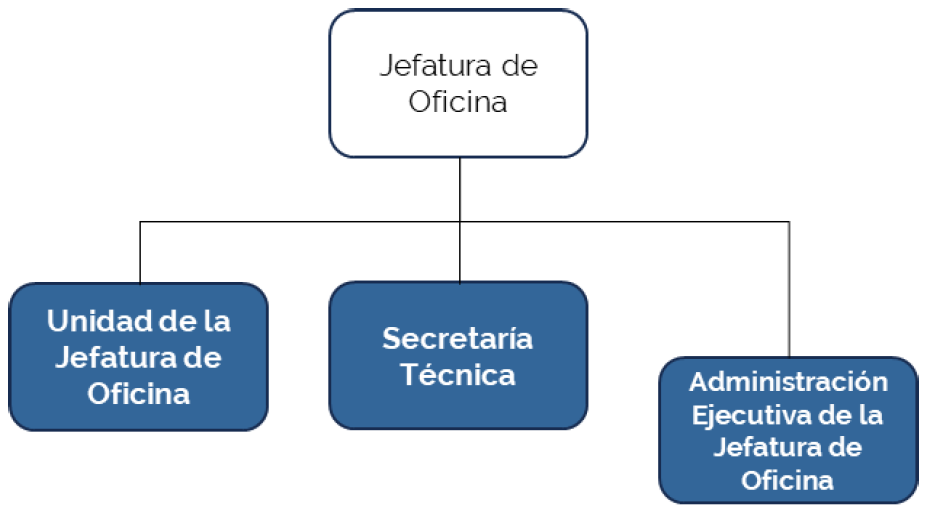 Jefatura de
Oficina
Unidad de la
Jefatura de
Oficina
Secretaría
Técnica
Administración
Ejecutiva de la
Jefatura de
Oficina